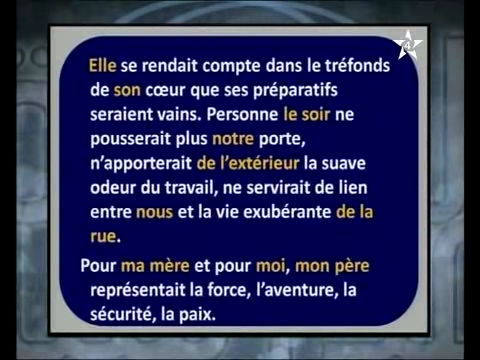 Elle se rendait compte dans le tréfonds
de son cœur que ses préparatifs
seraient vains. Personne le soir ne
pousserait plus notre porte,
n’apporterait de l’extérieur la suave
odeur du travail, ne servirait de lien
entre nous et la vie exubérante de la
rue.
Pour ma mère et pour moi, mon père
représentait la force, l’aventure, la
sécurité, la paix.